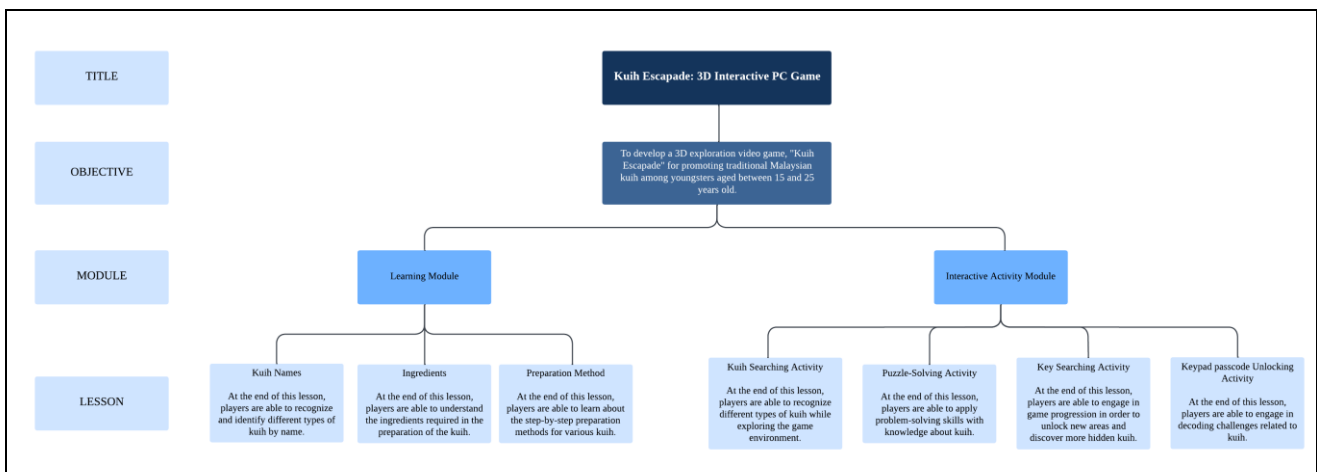 TITLE
Kuih Escapade: 3D Interactive PC Game
OBJECTIVE
To develop a 3D exploration video game, "Kuih
Escapade" for promoting traditional Malaysian
kuih among youngsters aged between 15 and 25
years old.
MODULE
Learning Module
Interactive Activity Module
LESSON
Kuih Names
At the end of this lesson,
players are able to recognize
and identify different types of
kuih by name.
Ingredients
At the end of this lesson,
players are able to understand
the ingredients required in the
preparation of the kuih.
Preparation Method
At the end of this lesson,
players are able to learn about
the step-by-step preparation
methods for various kuih.
Kuih Searching Activity
At the end of this lesson,
players are able to recognize
different types of kuih while
exploring the game
environment.
Puzzle-Solving Activity
At the end of this lesson,
players are able to apply
problem-solving skills with
knowledge about kuih.
Key Searching Activity
At the end of this lesson,
players are able to engage in
game progression in order to
unlock new areas and
discover more hidden kuih.
Keypad passcode Unlocking
Activity
At the end of this lesson,
players are able to engage in
decoding challenges related to
kuih.